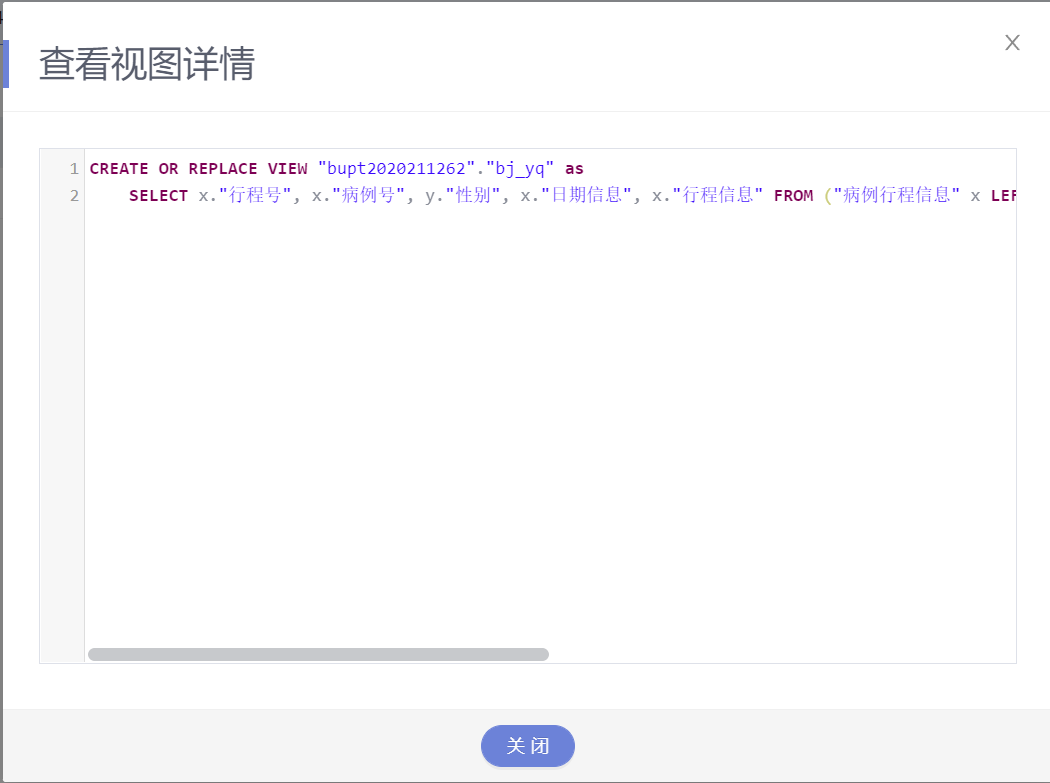 查看视图详情
1 CREATE OR REPLACE VIEW "bupt2020211262"."bj_yq" as
2 SELECT x."行程号", x."病例号", y."性别", x."日期信息", x."行程信息" FROM ("病例行程信息" x LEF
关闭